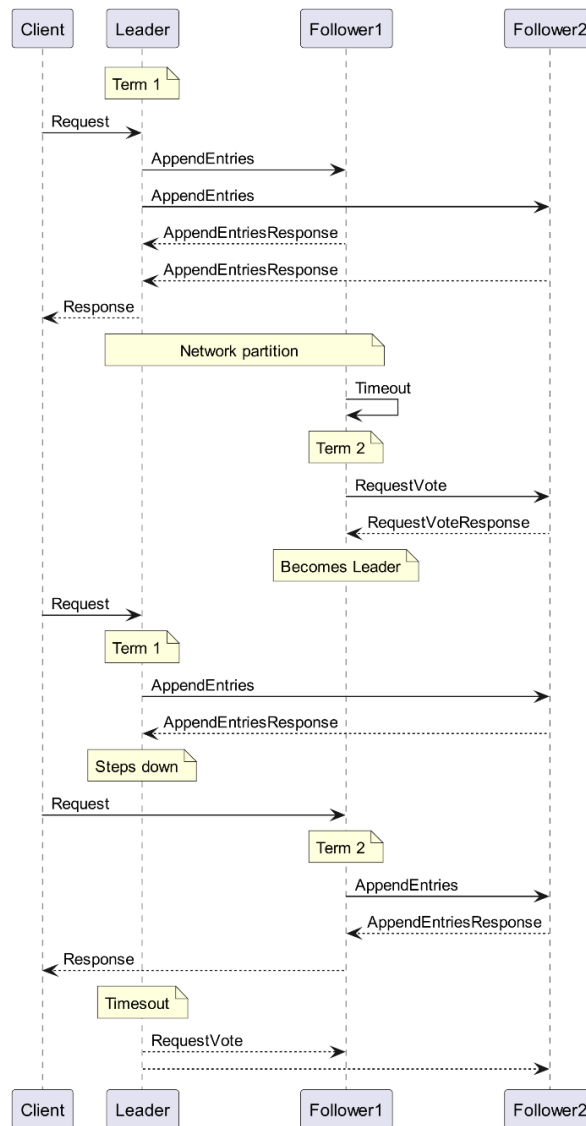 Client Leader Follower1 Follower2
Term 1
Request
AppendEntries
AppendEntries
AppendEntriesResponse
AppendEntriesResponse
Response
Network partition
Timeout
Term 2
RequestVote
RequestVoteResponse
Becomes Leader
Request
Term 1
AppendEntries
AppendEntriesResponse
Steps down
Request
Term 2
AppendEntries
AppendEntriesResponse
Response
Timesout
RequestVote
Client Leader Follower1 Follower2